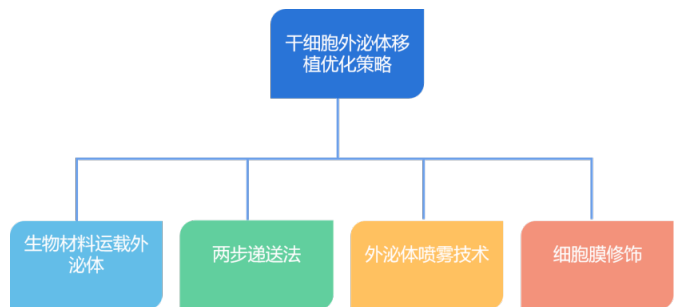 干细胞外泌体移
植优化策略
生物材料运载外
泌体
两步递送法
外泌体喷雾技术
细胞膜修饰